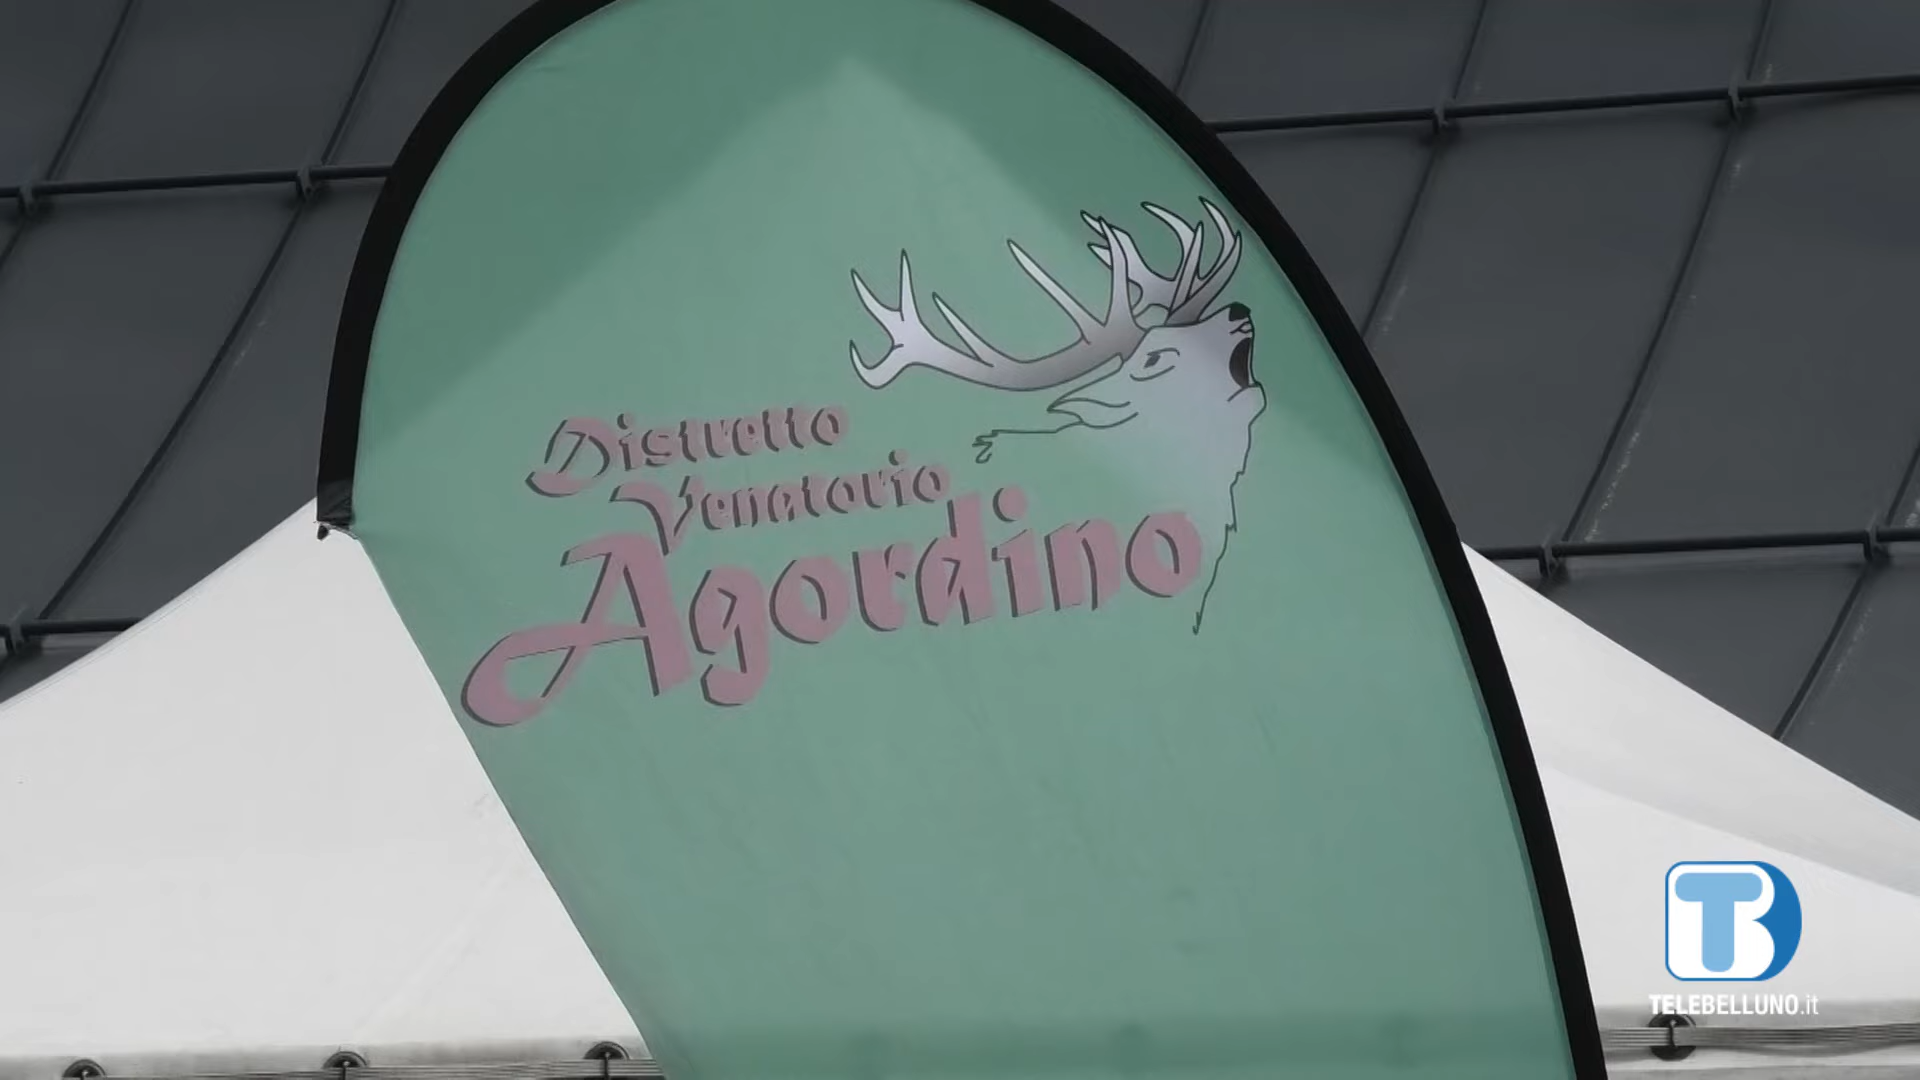 Distretto
Venatorio
Agordino
TB
TELEBELLUNO.it